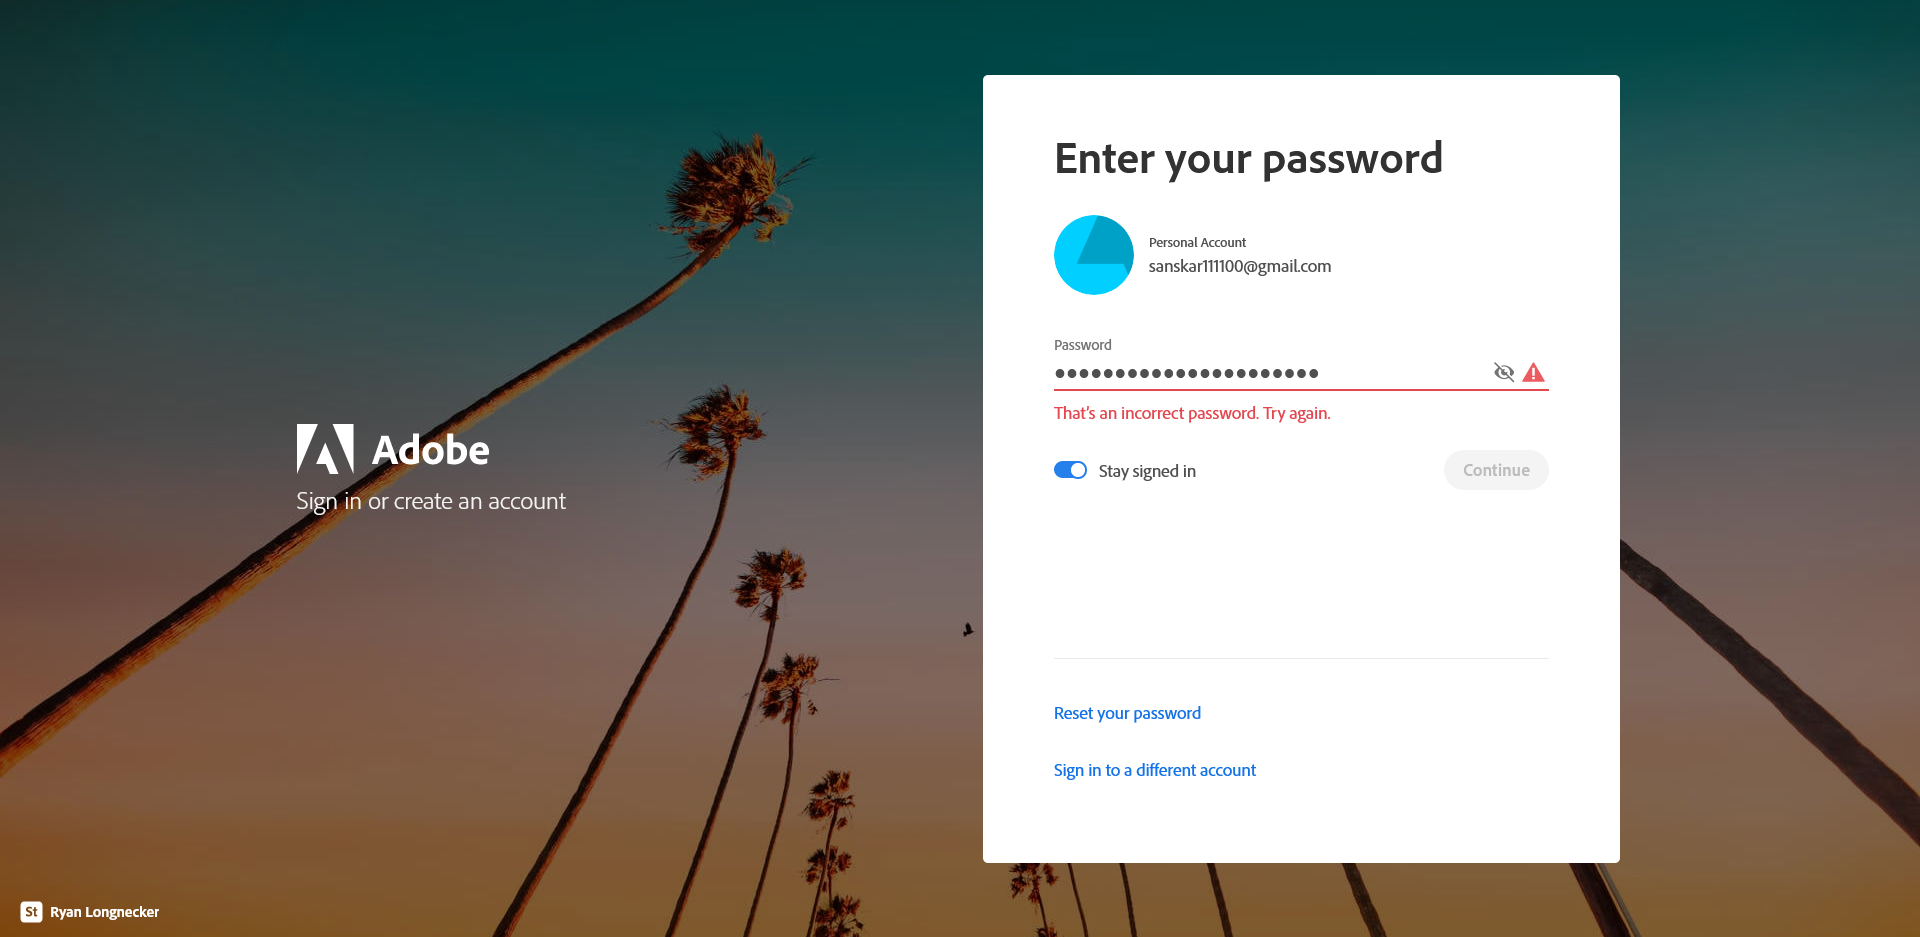 Adobe
Sign in or create an account
Enter your password
Personal Account
sanskar111100@gmail.com
Password
●●●●●●●●●●●●●●●●●●●●●●
That's an incorrect password. Try again.
Stay signed in
Continue
Reset your password
Sign in to a different account
St Ryan Longnecker